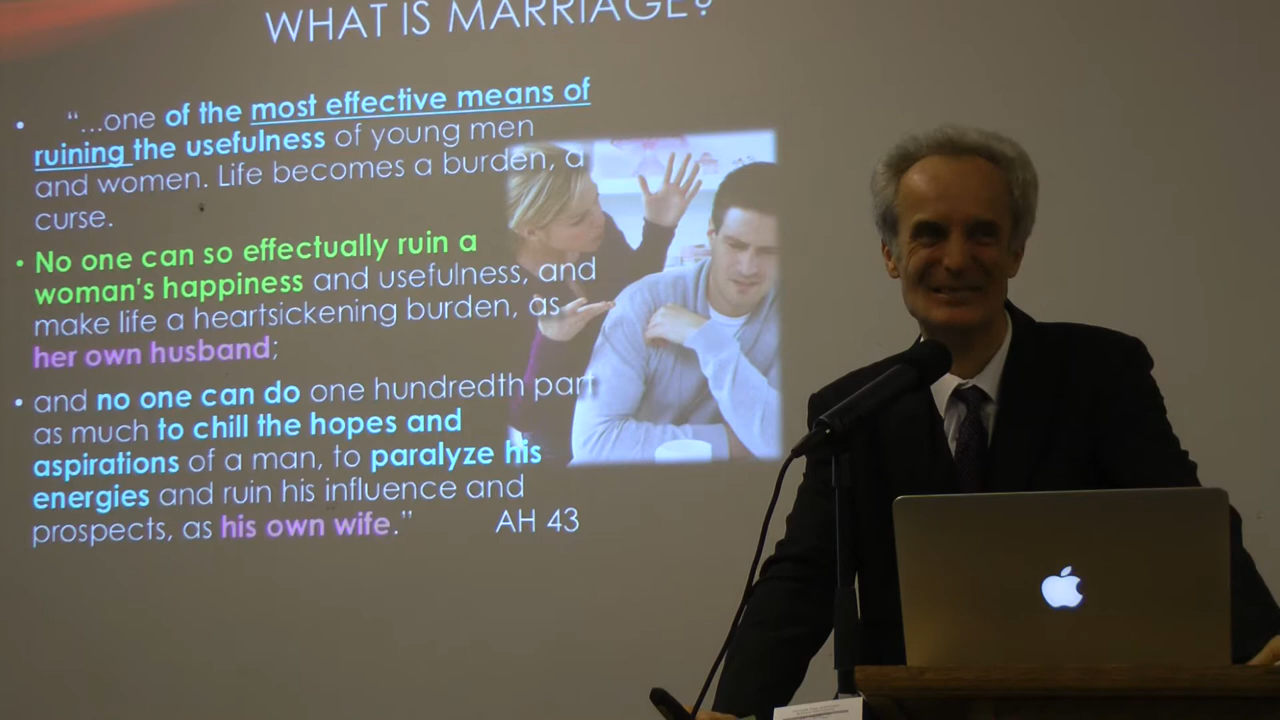 WHAT IS MARRIAGE?
• “...one of the most effective means of
ruining the usefulness of young men
and women. Life becomes a burden, a
curse.
• No one can so effectually ruin a
woman's happiness and usefulness, and
make life a heartsickening burden, as
her own husband;
• and no one can do one hundredth part
as much to chill the hopes and
aspirations of a man, to paralyze his
energies and ruin his influence and
prospects, as his own wife.” AH 43